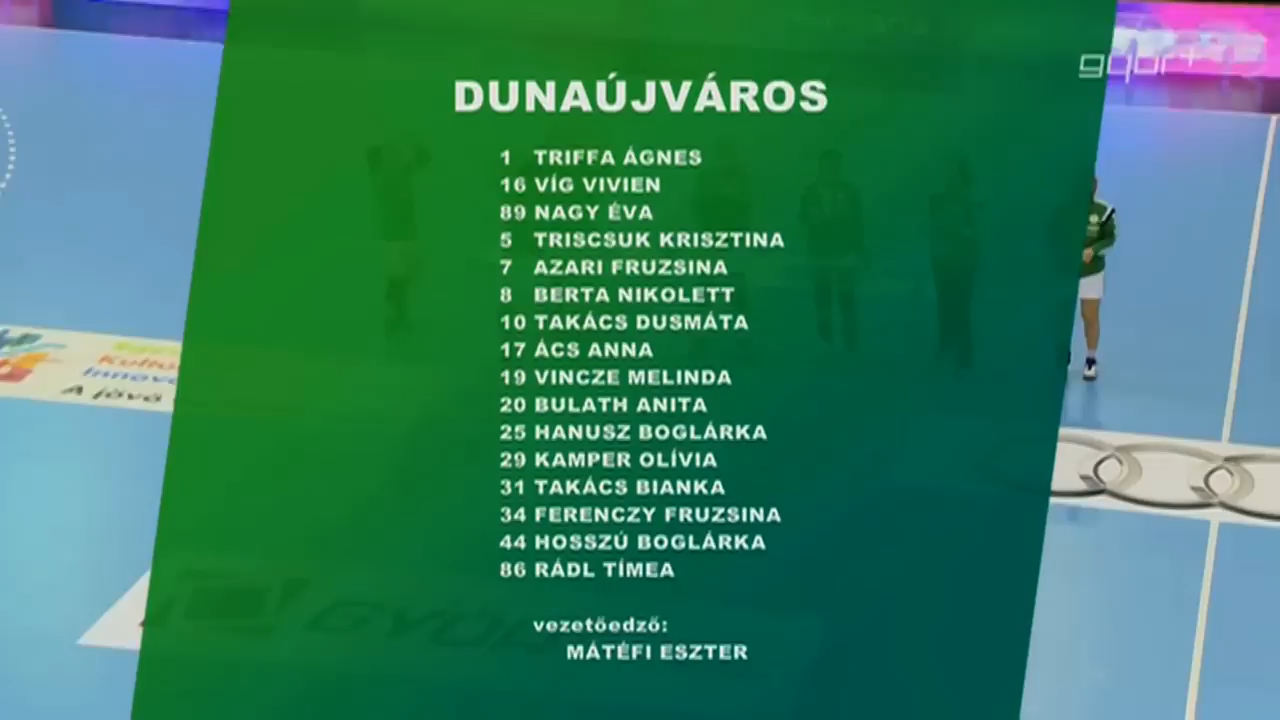 győr+
DUNAÚJVÁROS
1 TRIFFA ÁGNES
16 VÍG VIVIEN
89 NAGY ÉVA
5 TRISCSUK KRISZTINA
7 AZARI FRUZSINA
8 BERTA NIKOLETT
10 TAKÁCS DUSMÁTA
17 ÁCS ANNA
19 VINCZE MELINDA
20 BULATH ANITA
25 HANUSZ BOGLÁRKA
29 KAMPER OLÍVIA
31 TAKÁCS BIANKA
34 FERENCZY FRUZSINA
44 HOSSZÚ BOGLÁRKA
86 RÁDL TÍMEA
vezetőedző:
MÁTÉFI ESZTER
A jövő